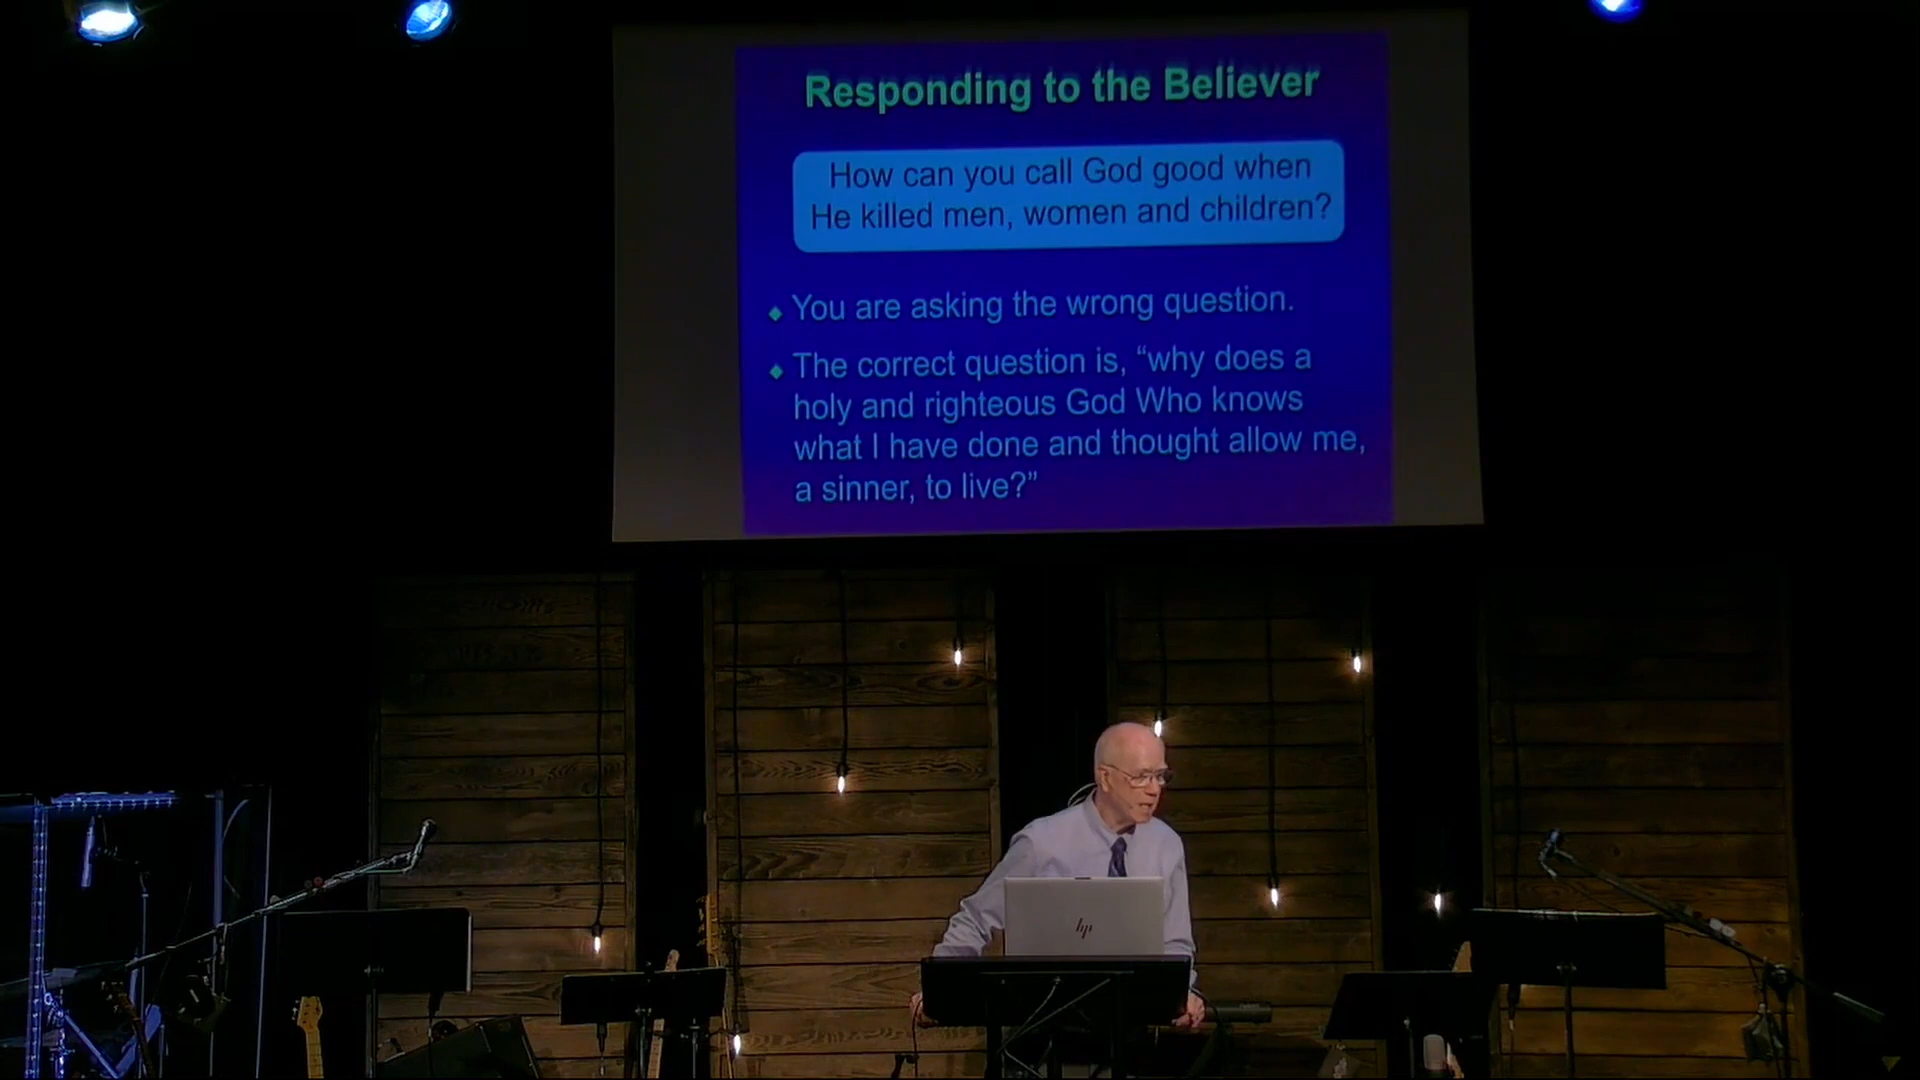 Responding to the Believer
How can you call God good when
He killed men, women and children?
You are asking the wrong question.
The correct question is, “why does a
holy and righteous God Who knows
what I have done and thought allow me,
a sinner, to live?”
hp